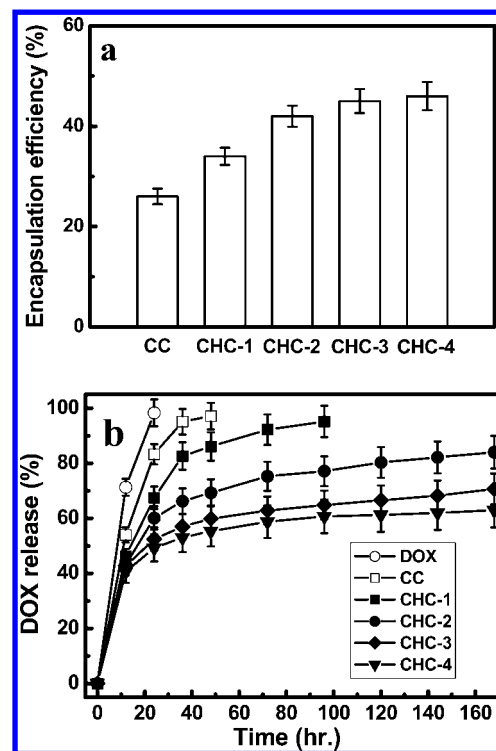 a
Encapsulation efficiency (%)
60
40
20
0
CC CHC-1 CHC-2 CHC-3 CHC-4
b
DOX release (%)
100
80
60
40
20
0
DOX
CC
CHC-1
CHC-2
CHC-3
CHC-4
0 20 40 60 80 100 120 140 160
Time (hr.)